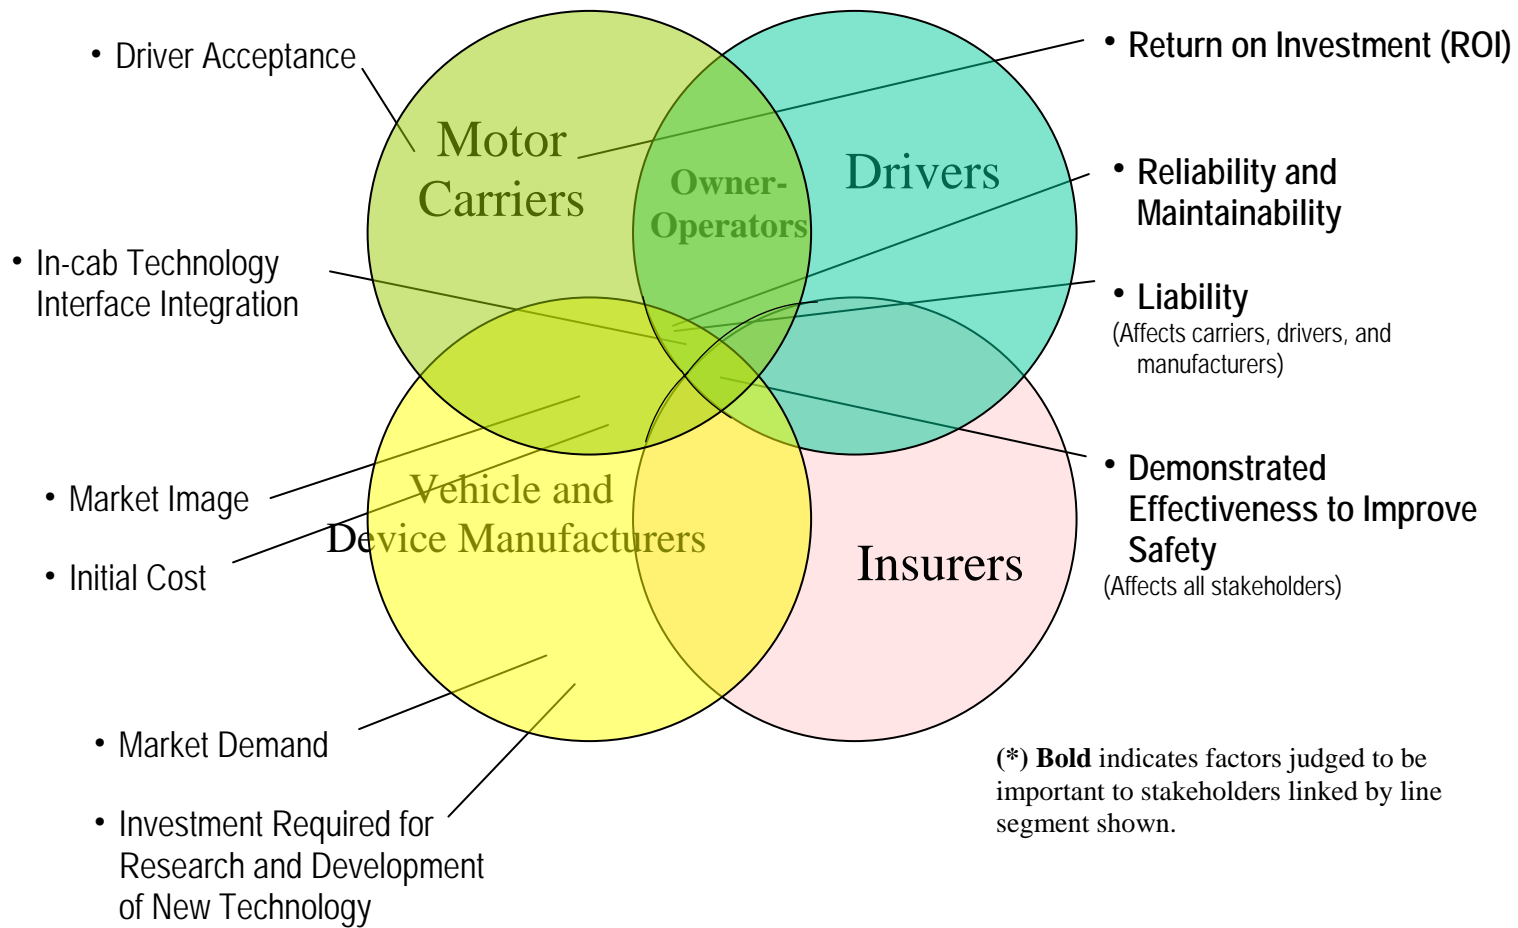 • Driver Acceptance
• Return on Investment (ROI)
Motor
Carriers
Owner-
Operators
Drivers
• Reliability and
Maintainability
• In-cab Technology
Interface Integration
• Liability
(Affects carriers, drivers, and
manufacturers)
• Market Image
• Initial Cost
Vehicle and
Device Manufacturers
Insurers
• Demonstrated
Effectiveness to Improve
Safety
(Affects all stakeholders)
• Market Demand
• Investment Required for
Research and Development
of New Technology
(*) Bold indicates factors judged to be
important to stakeholders linked by line
segment shown.